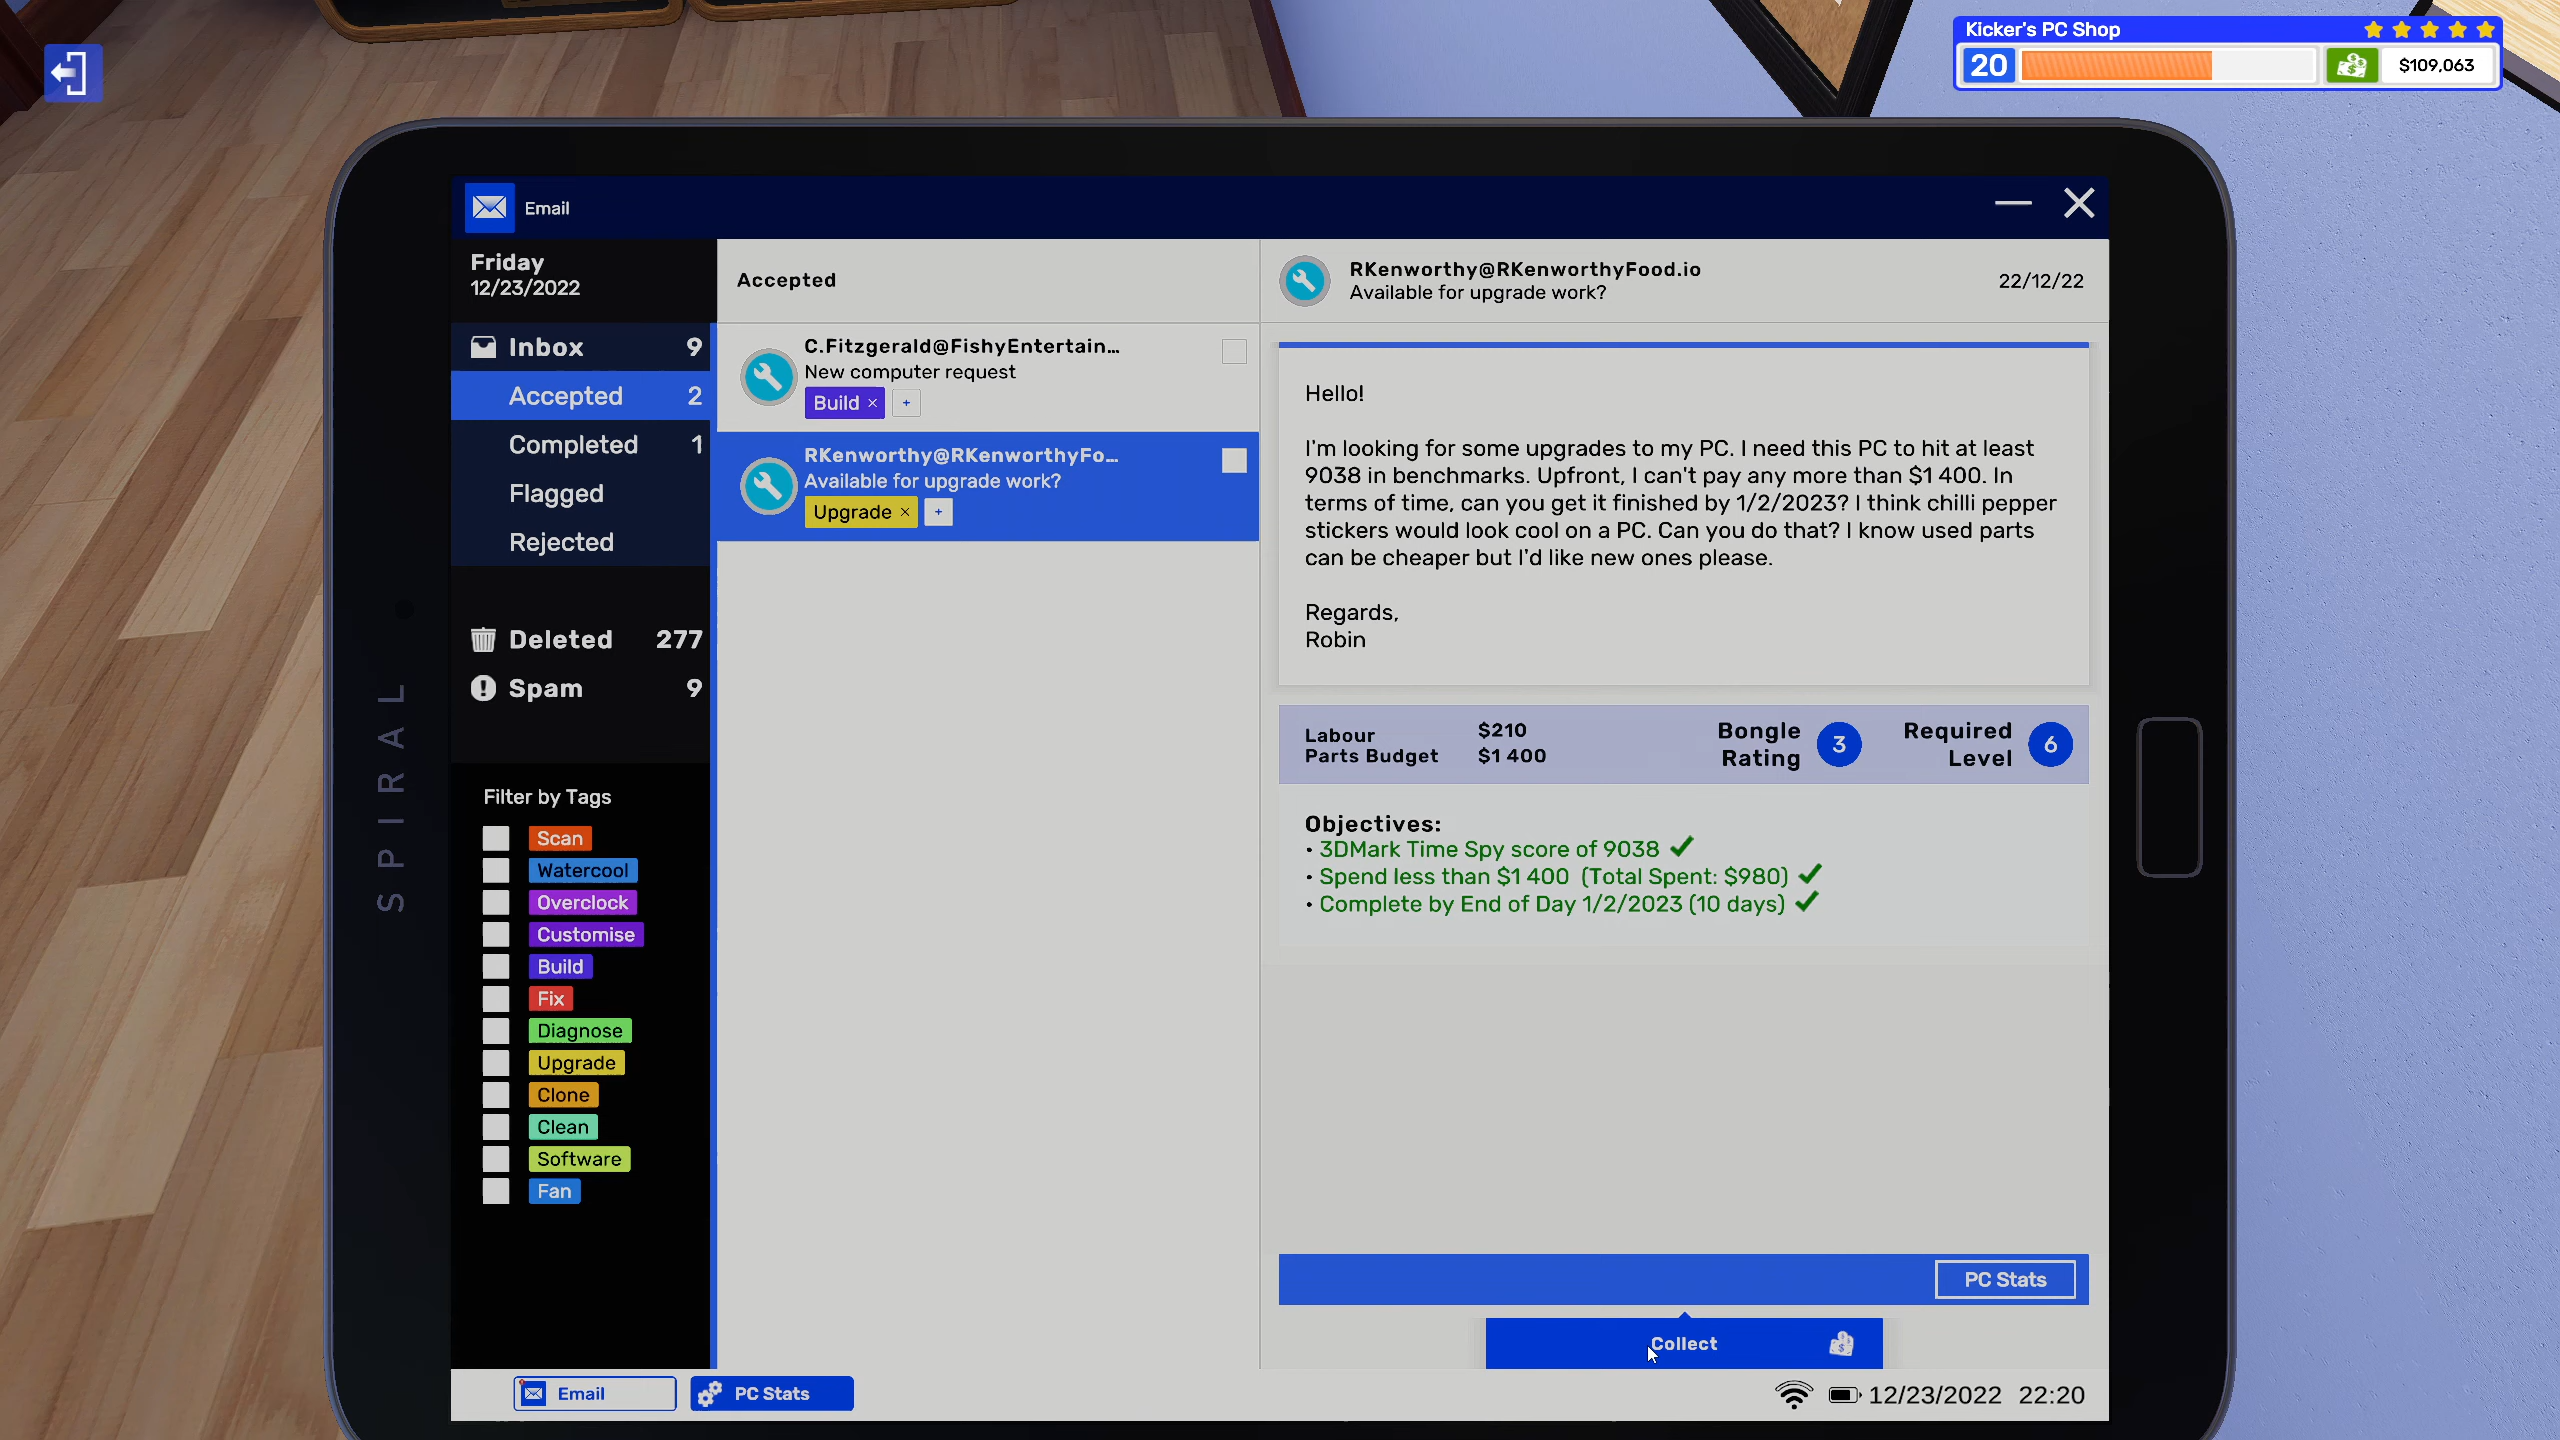 Kicker's PC Shop
20
$109,063
SPIRAL
Email
Friday
12/23/2022
Inbox 9
Accepted 2
Completed 1
Flagged
Rejected
Deleted 277
Spam 9
Filter by Tags
Scan
Watercool
Overclock
Customise
Build
Fix
Diagnose
Upgrade
Clone
Clean
Software
Fan
Accepted
C.Fitzgerald@FishyEntertain...
New computer request
Build × +
RKenworthy@RKenworthyFo...
Available for upgrade work?
Upgrade × +
RKenworthy@RKenworthyFood.io
Available for upgrade work?
22/12/22
Hello!
I'm looking for some upgrades to my PC. I need this PC to hit at least
9038 in benchmarks. Upfront, I can't pay any more than $1 400. In
terms of time, can you get it finished by 1/2/2023? I think chilli pepper
stickers would look cool on a PC. Can you do that? I know used parts
can be cheaper but I'd like new ones please.
Regards,
Robin
Labour $210
Parts Budget $1 400
Bongle
Rating 3
Required
Level 6
Objectives:
• 3DMark Time Spy score of 9038 ✓
• Spend less than $1 400 (Total Spent: $980) ✓
• Complete by End of Day 1/2/2023 (10 days) ✓
PC Stats
Collect
Email
PC Stats
12/23/2022 22:20